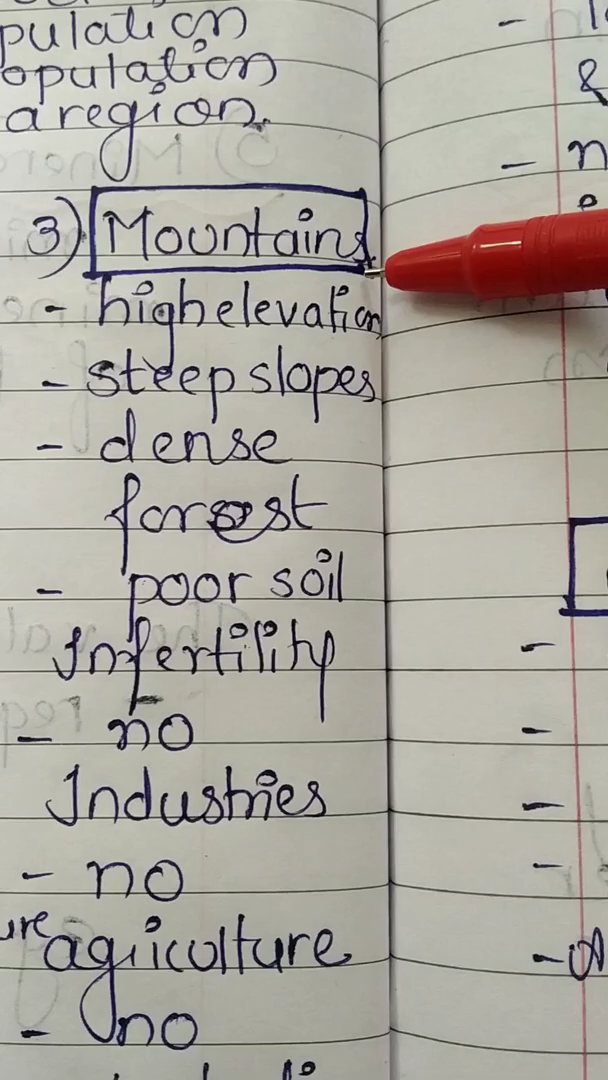 pulation
opulation
a region.
3) Mountains
- high elevation
- steep slopes
- dense
forest
- poor soil
Infertility
- no
Industries
- no
agriculture
- no